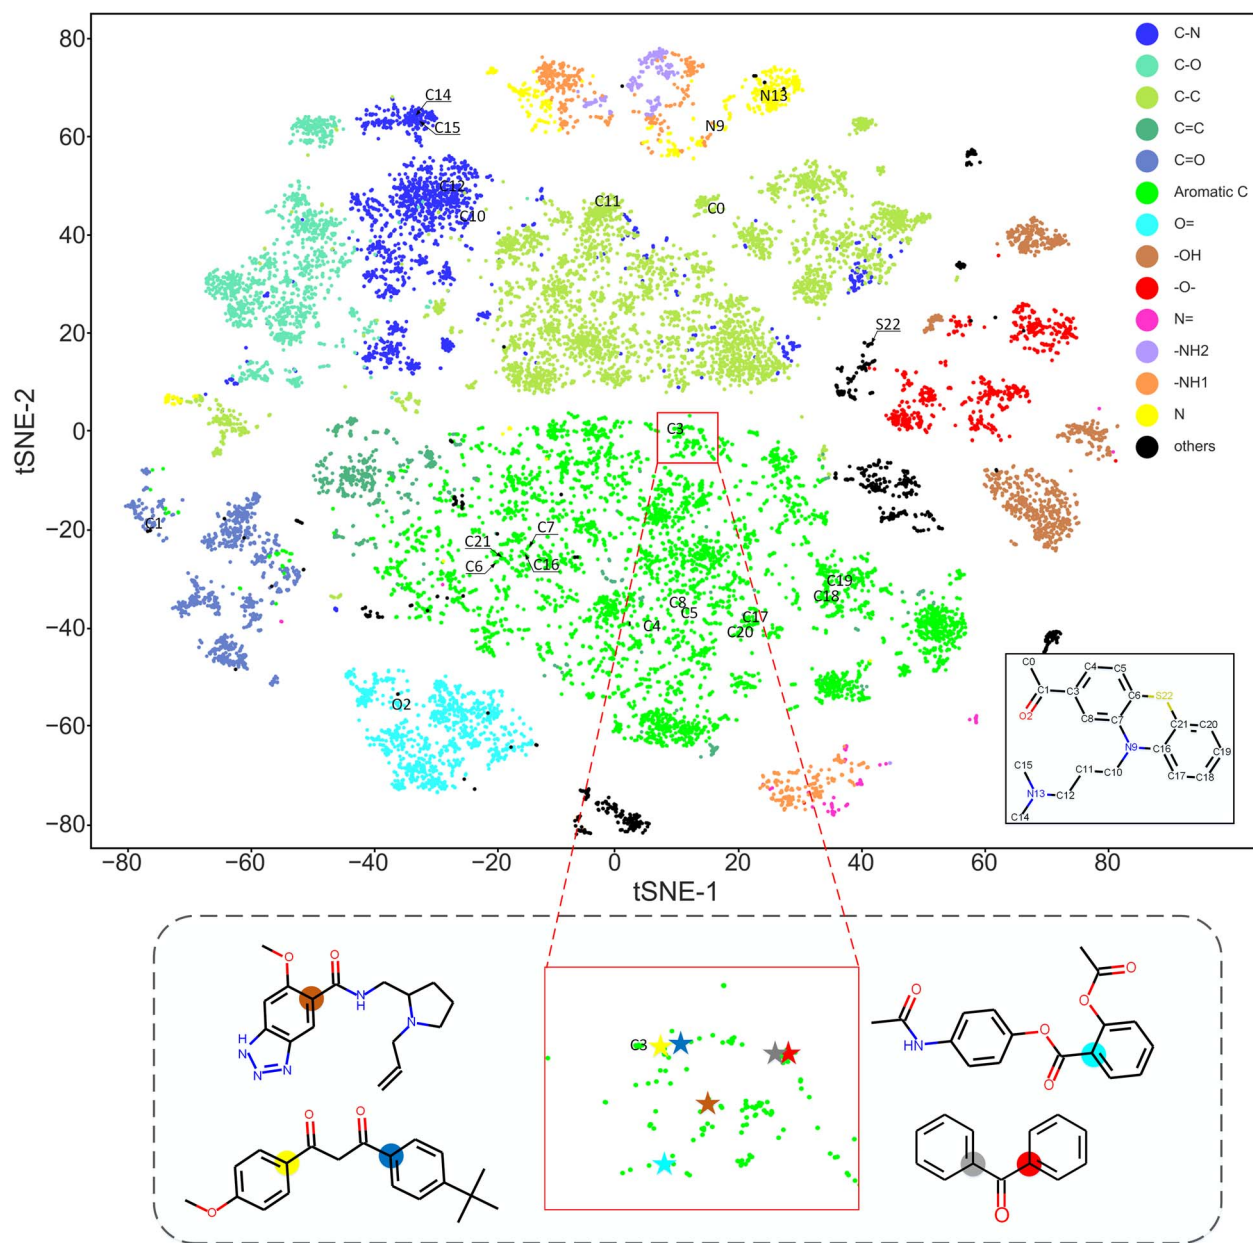 80
60
40
20
0
−20
−40
−60
−80
tSNE-2
−80
−60
−40
−20
0
20
40
60
80
tSNE-1
C-N
C-O
C-C
C=C
C=O
Aromatic C
O=
-OH
-O-
N=
-NH2
-NH1
N
others
C14
C15
N13
N9
C12
C10
C11
C0
S22
C3
C1
C7
C21
C6
C16
C19
C18
C8
C5
C17
C4
C20
O2
C0
C4
C5
C1
C3
C6
S22
O2
C8
C7
C21
C20
N9
C16
C19
C15
C11
C10
C17
C18
N13
C12
C14
O
O
N
H
N
H
N
N
N
O
O
O
C3
O
O
O
O
HN
O
O
O